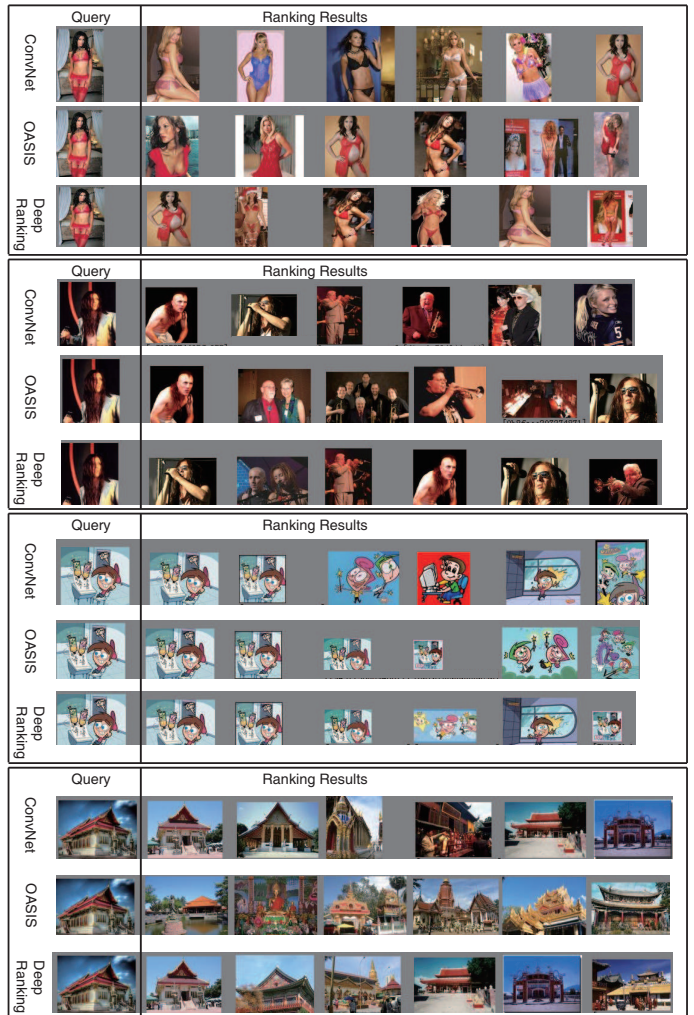 Query Ranking Results
ConvNet
OASIS
Deep
Ranking
Query Ranking Results
ConvNet
5
OASIS
Deep
Ranking
Query Ranking Results
ConvNet
OASIS
Deep
Ranking
Query Ranking Results
ConvNet
OASIS
Deep
Ranking